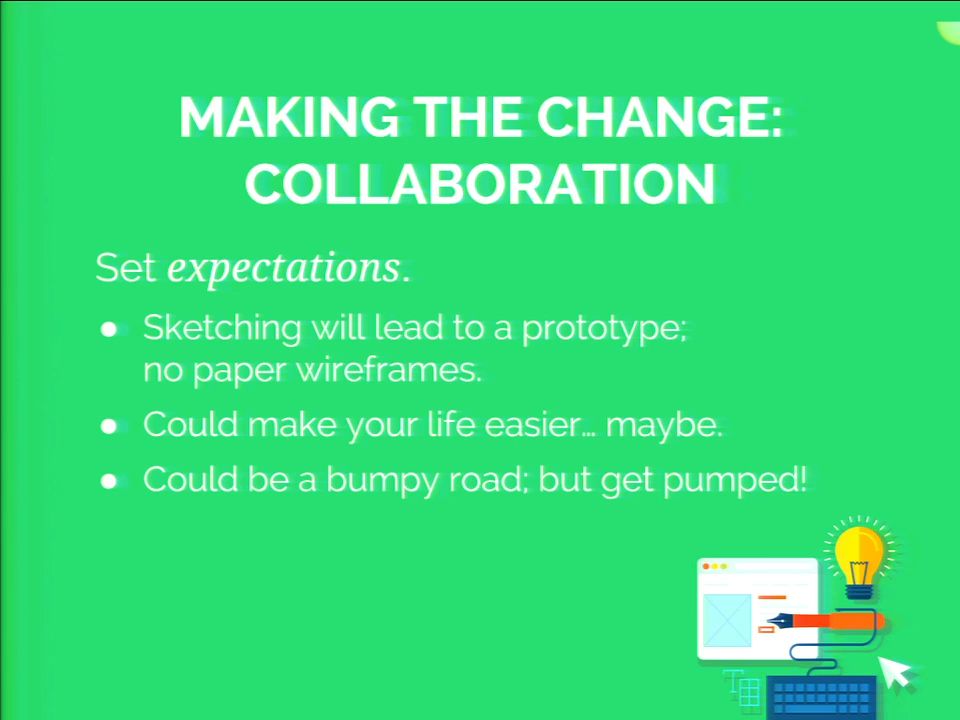 MAKING THE CHANGE:
COLLABORATION
Set expectations.
● Sketching will lead to a prototype;
no paper wireframes.
● Could make your life easier… maybe.
● Could be a bumpy road; but get pumped!